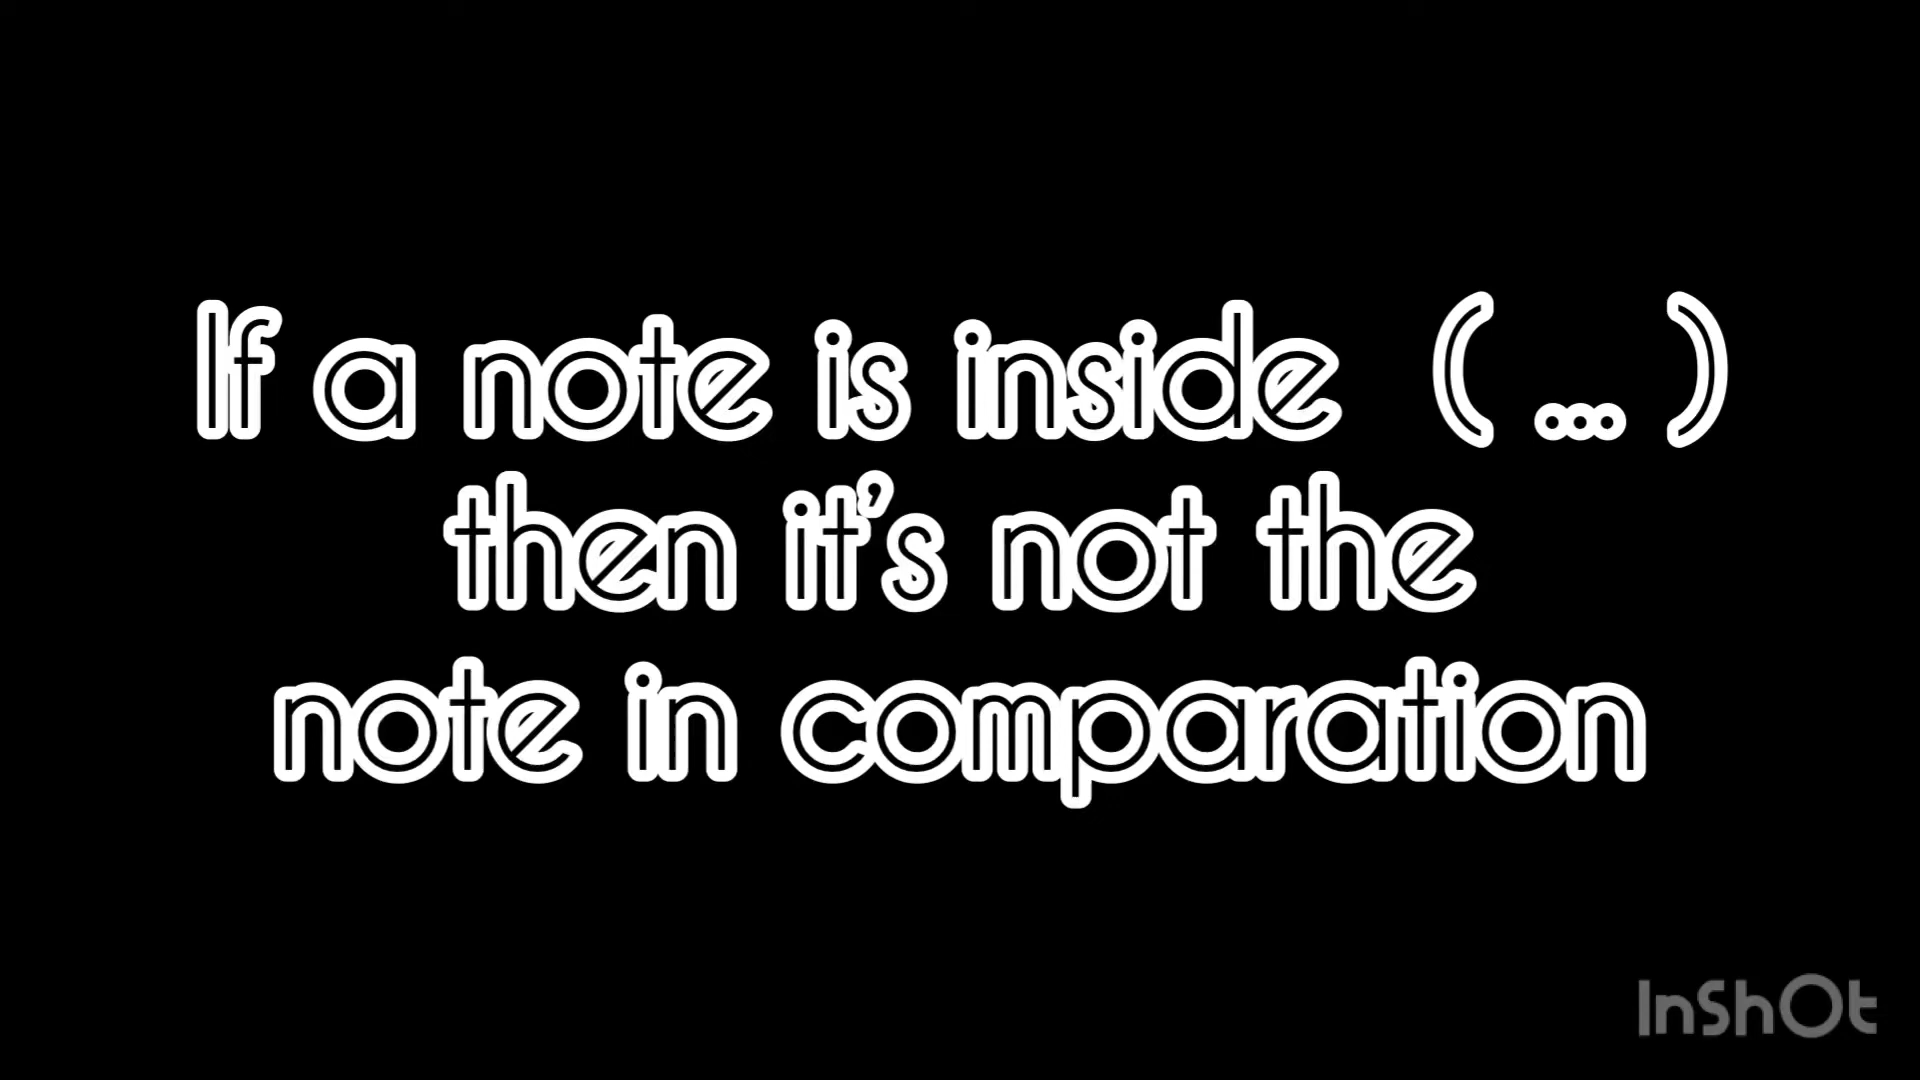 If a note is inside (...)
then it's not the
note in comparation
InShOt